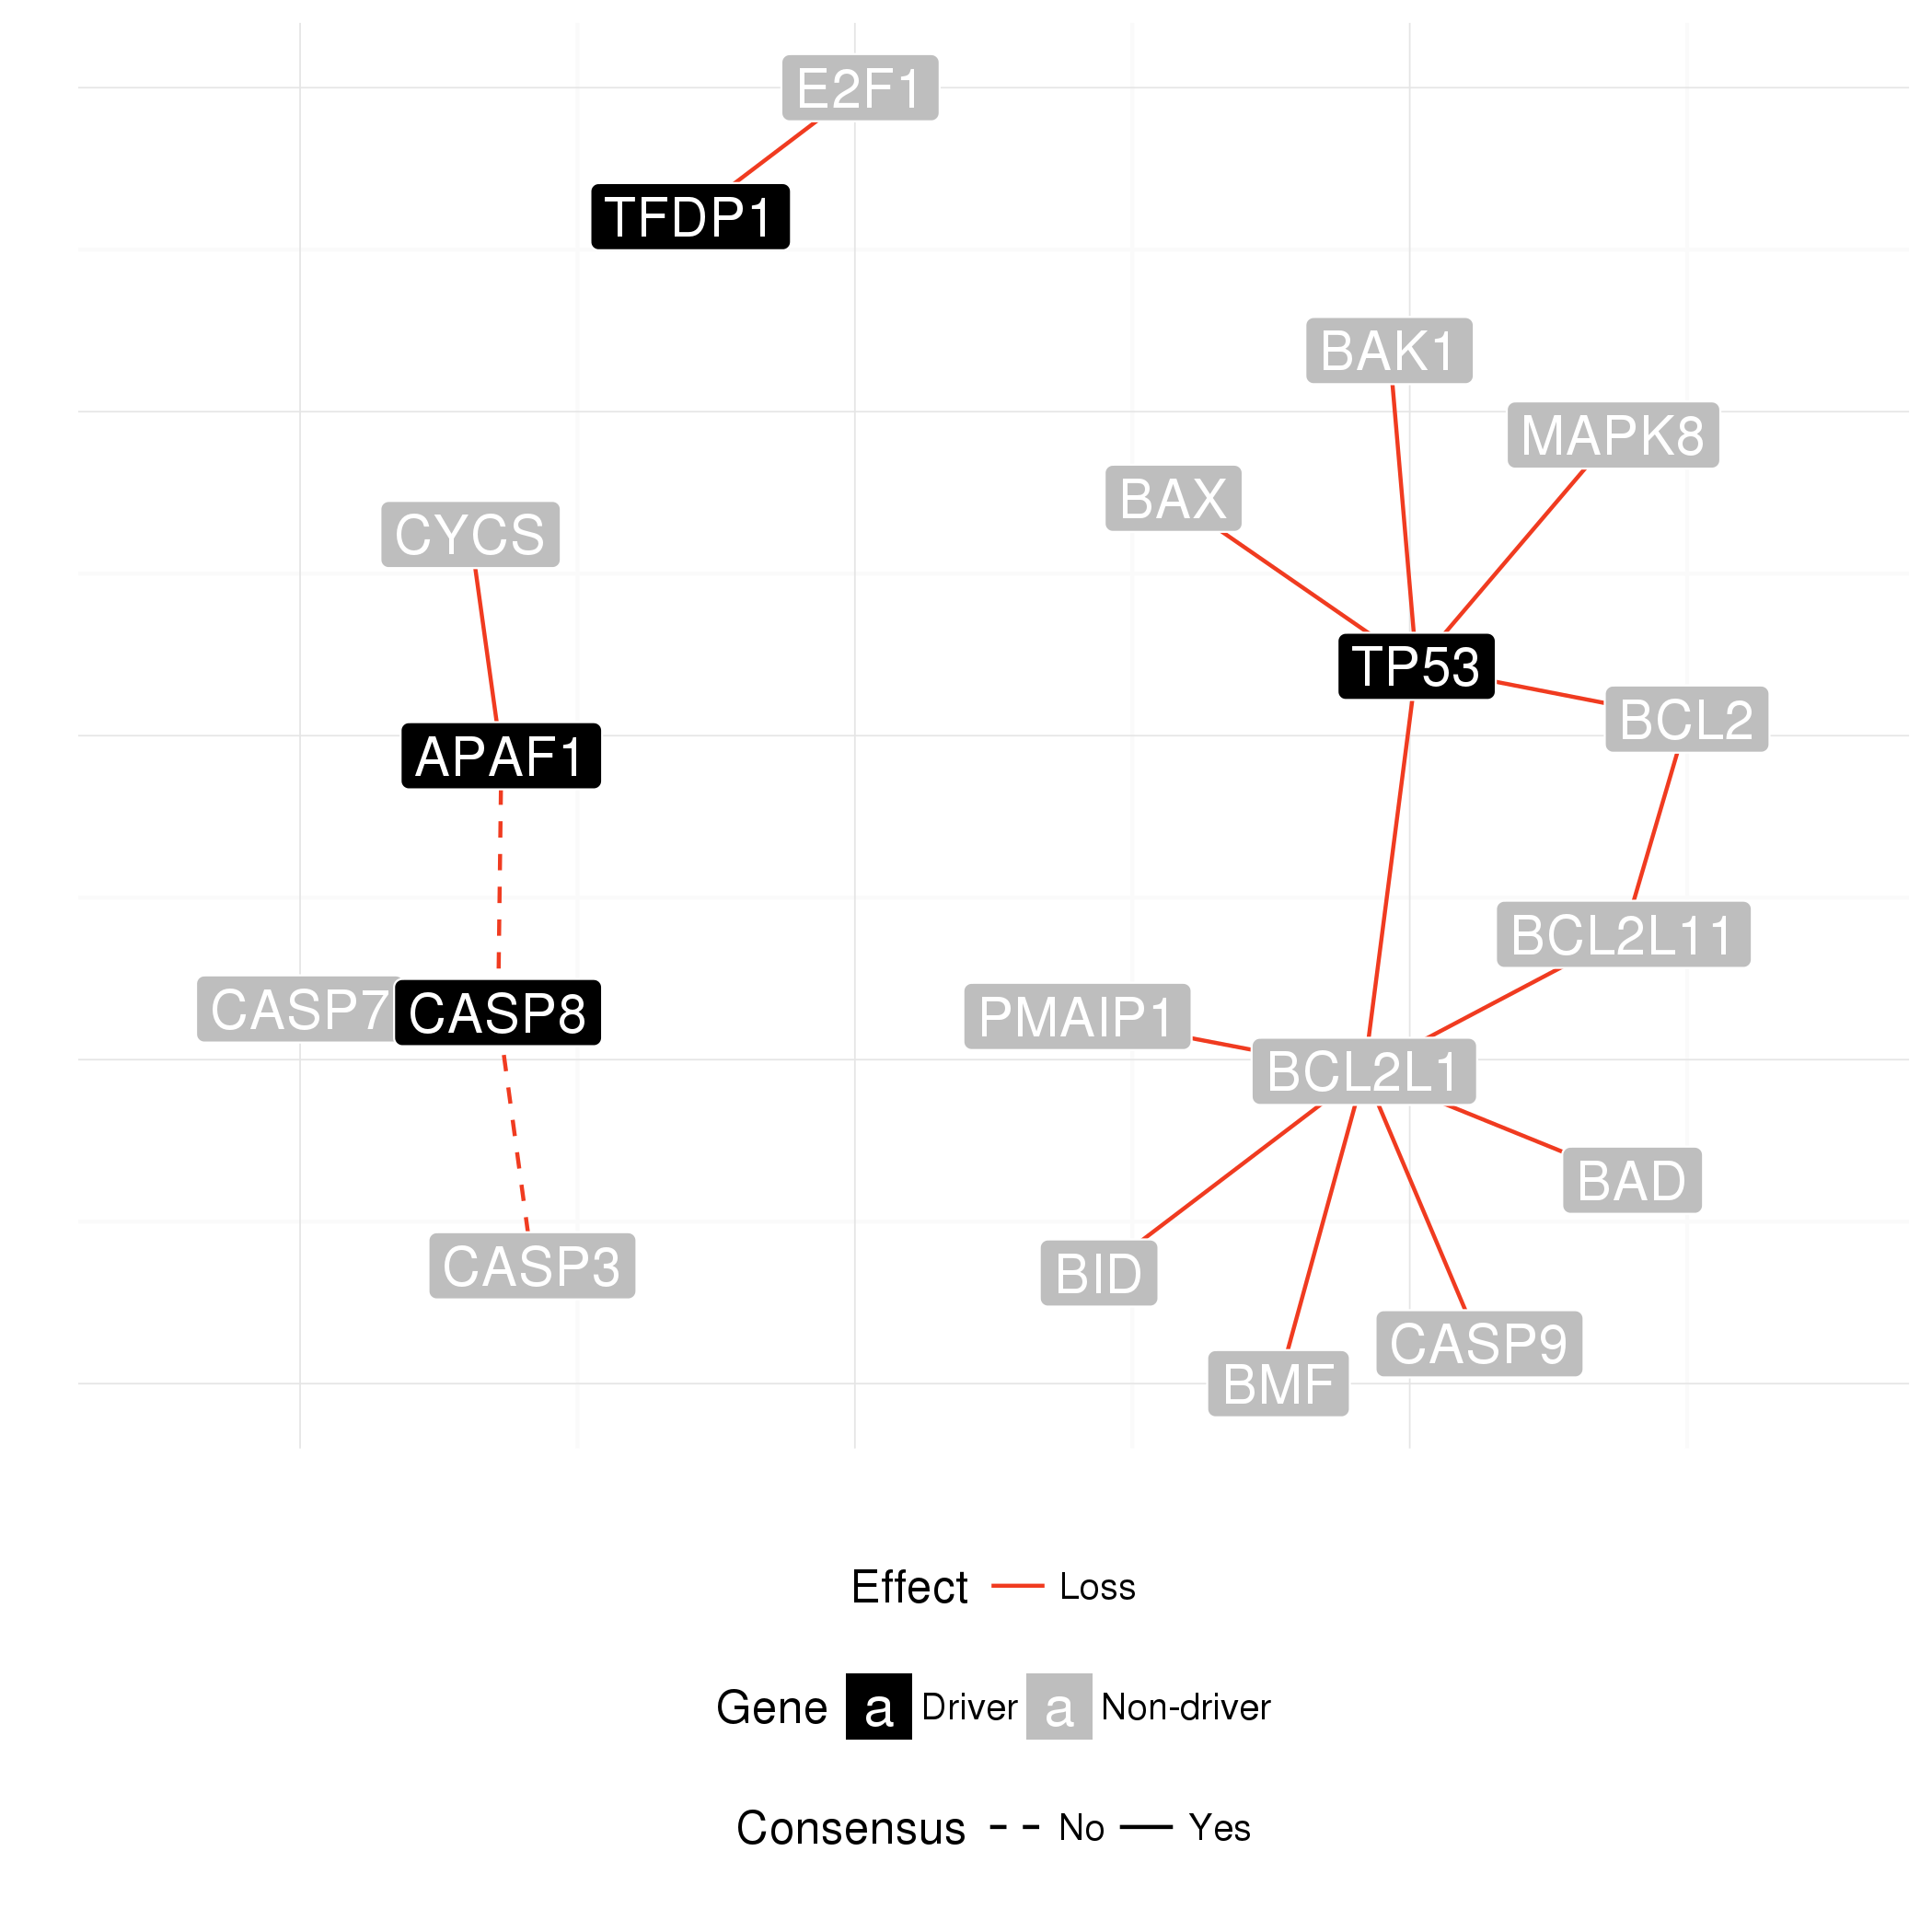 E2F1
TFDP1
BAK1
MAPK8
BAX
CYCS
TP53
BCL2
APAF1
BCL2L11
CASP7
CASP8
PMAIP1
BCL2L1
BAD
CASP3
BID
CASP9
BMF
Effect Loss
Gene a Driver a Non-driver
Consensus No Yes